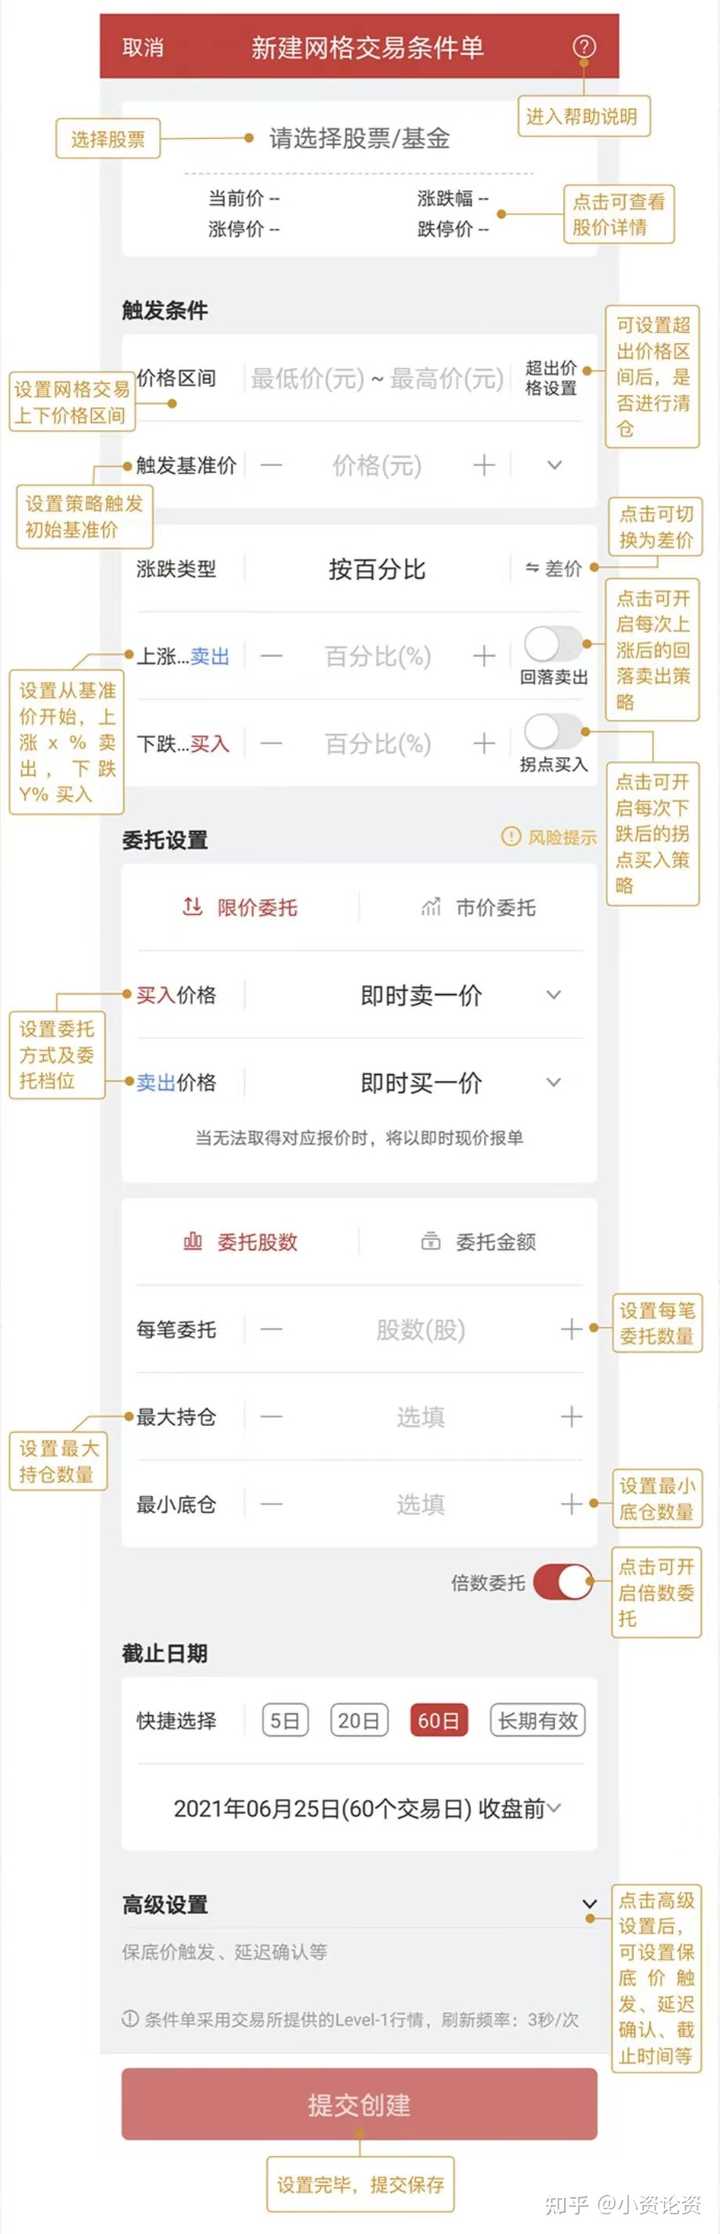 取消
新建网格交易条件单
进入帮助说明
选择股票
请选择股票/基金
当前价 --
涨跌幅 --
涨停价 --
跌停价 --
点击可查看
股价详情
触发条件
价格区间
最低价(元) ~ 最高价(元)
超出价
格设置
可设置超
出价格区
间后，是
否进行清
仓
设置网格交易
上下价格区间
触发基准价
价格(元)
设置策略触发
初始基准价
涨跌类型
按百分比
差价
点击可切
换为差价
上涨...卖出
百分比(%)
回落卖出
点击可开
启每次上
涨后的回
落卖出策
略
设置从基准
价开始，上
涨 x % 卖
出，下跌
Y% 买入
下跌...买入
百分比(%)
拐点买入
点击可开
启每次下
跌后的拐
点买入策
略
委托设置
风险提示
限价委托
市价委托
买入价格
即时卖一价
设置委托
方式及委
托档位
卖出价格
即时买一价
当无法取得对应报价时，将以即时现价报单
委托股数
委托金额
每笔委托
股数(股)
设置每笔
委托数量
最大持仓
选填
设置最大
持仓数量
最小底仓
选填
设置最小
底仓数量
倍数委托
点击可开
启倍数委
托
截止日期
快捷选择
5日
20日
60日
长期有效
2021年06月25日(60个交易日) 收盘前
高级设置
保底价触发、延迟确认等
点击高级
设置后，
可设置保
底价触
发、延迟
确认、截
止时间等
条件单采用交易所提供的Level-1行情，刷新频率：3秒/次
提交创建
设置完毕，提交保存
知乎 @小资论资